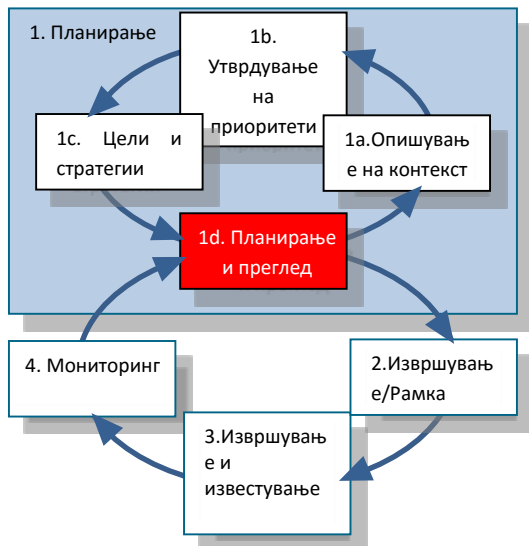 1. Планирање
1b.
Утврдување
на
приоритети
1c. Цели и
стратегии
1а.Опишувањ
е на контекст
1d. Планирање
и преглед
4. Мониторинг
2.Извршувањ
е/Рамка
3.Извршувањ
е и
известување